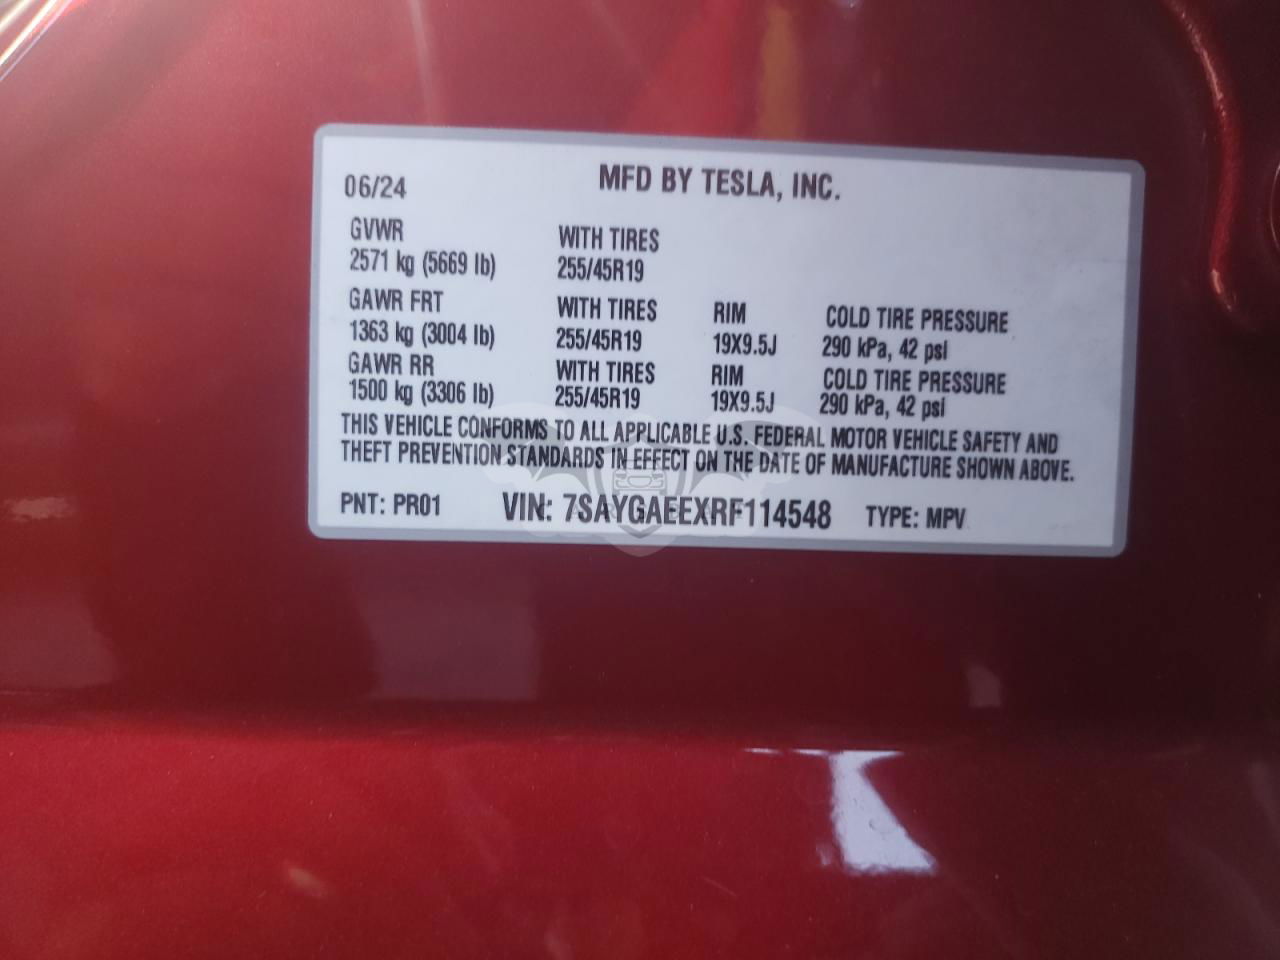 06/24 MFD BY TESLA, INC.
GVWR WITH TIRES
2571 kg (5669 lb) 255/45R19
GAWR FRT WITH TIRES RIM COLD TIRE PRESSURE
1363 kg (3004 lb) 255/45R19 19X9.5J 290 kPa, 42 psi
GAWR RR WITH TIRES RIM COLD TIRE PRESSURE
1500 kg (3306 lb) 255/45R19 19X9.5J 290 kPa, 42 psi
THIS VEHICLE CONFORMS TO ALL APPLICABLE U.S. FEDERAL MOTOR VEHICLE SAFETY AND
THEFT PREVENTION STANDARDS IN EFFECT ON THE DATE OF MANUFACTURE SHOWN ABOVE.
PNT: PR01 VIN: 7SAYGAEEXRF114548 TYPE: MPV